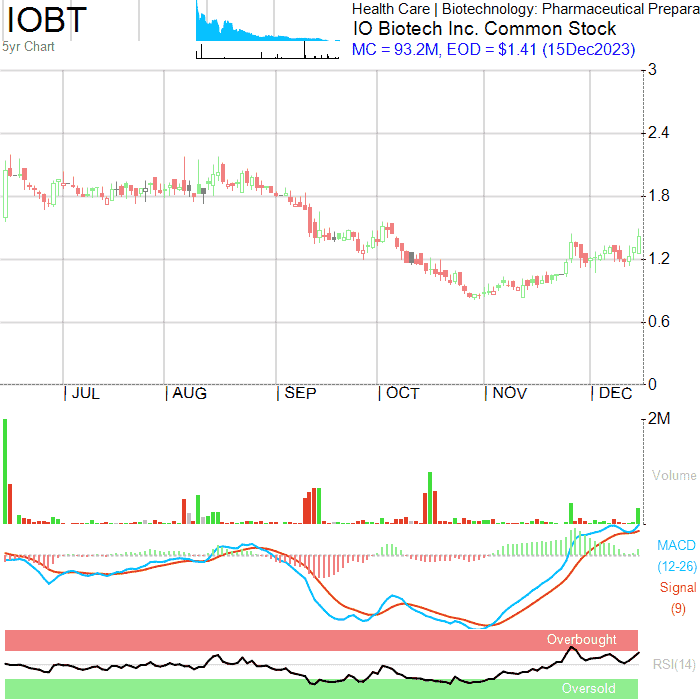 IOBT
5yr Chart
Health Care | Biotechnology: Pharmaceutical Prepara
IO Biotech Inc. Common Stock
MC = 93.2M, EOD = $1.41 (15Dec2023)
3
2.4
1.8
1.2
0.6
0
JUL AUG SEP OCT NOV DEC
2M
Volume
MACD
(12-26)
Signal
(9)
Overbought
RSI(14)
Oversold